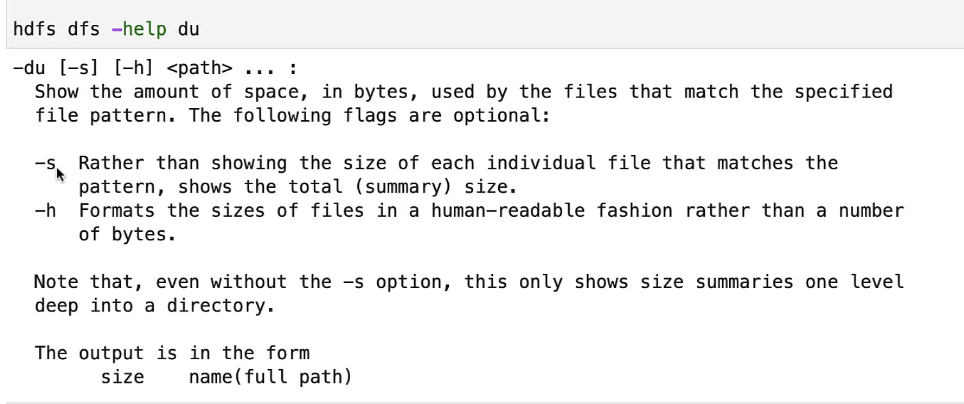 hdfs dfs -help du
-du [-s] [-h] <path> ... :
Show the amount of space, in bytes, used by the files that match the specified
file pattern. The following flags are optional:
-s Rather than showing the size of each individual file that matches the
pattern, shows the total (summary) size.
-h Formats the sizes of files in a human-readable fashion rather than a number
of bytes.
Note that, even without the -s option, this only shows size summaries one level
deep into a directory.
The output is in the form
size name(full path)